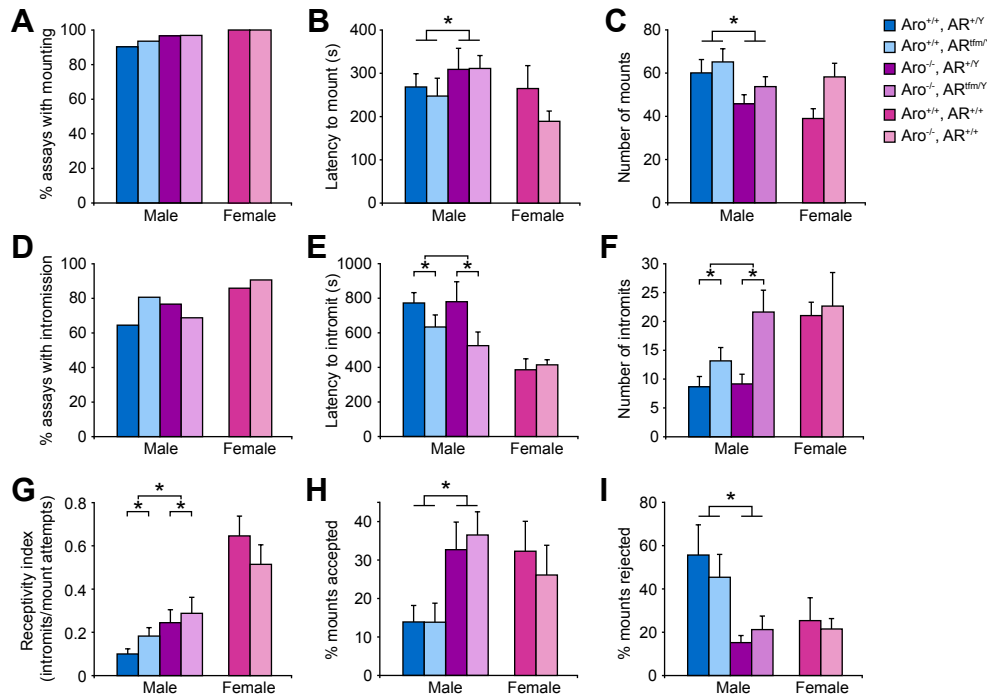 A
% assays with mounting
100
80
60
40
20
0
Male Female
B
Latency to mount (s)
400
300
200
100
0
*
Male Female
C
Number of mounts
80
60
40
20
0
*
Male Female
Aro+/+, AR+/Y
Aro+/+, ARtfm/Y
Aro-/-, AR+/Y
Aro-/-, ARtfm/Y
Aro+/+, AR+/+
Aro-/-, AR+/+
D
% assays with intromission
100
80
60
40
20
0
Male Female
E
Latency to intromit (s)
1000
800
600
400
200
0
* *
Male Female
F
Number of intromits
30
25
20
15
10
5
0
* *
Male Female
G
Receptivity index
(intromits/mount attempts)
0.8
0.6
0.4
0.2
0
*
* *
Male Female
H
% mounts accepted
40
30
20
10
0
*
Male Female
I
% mounts rejected
80
60
40
20
0
*
Male Female